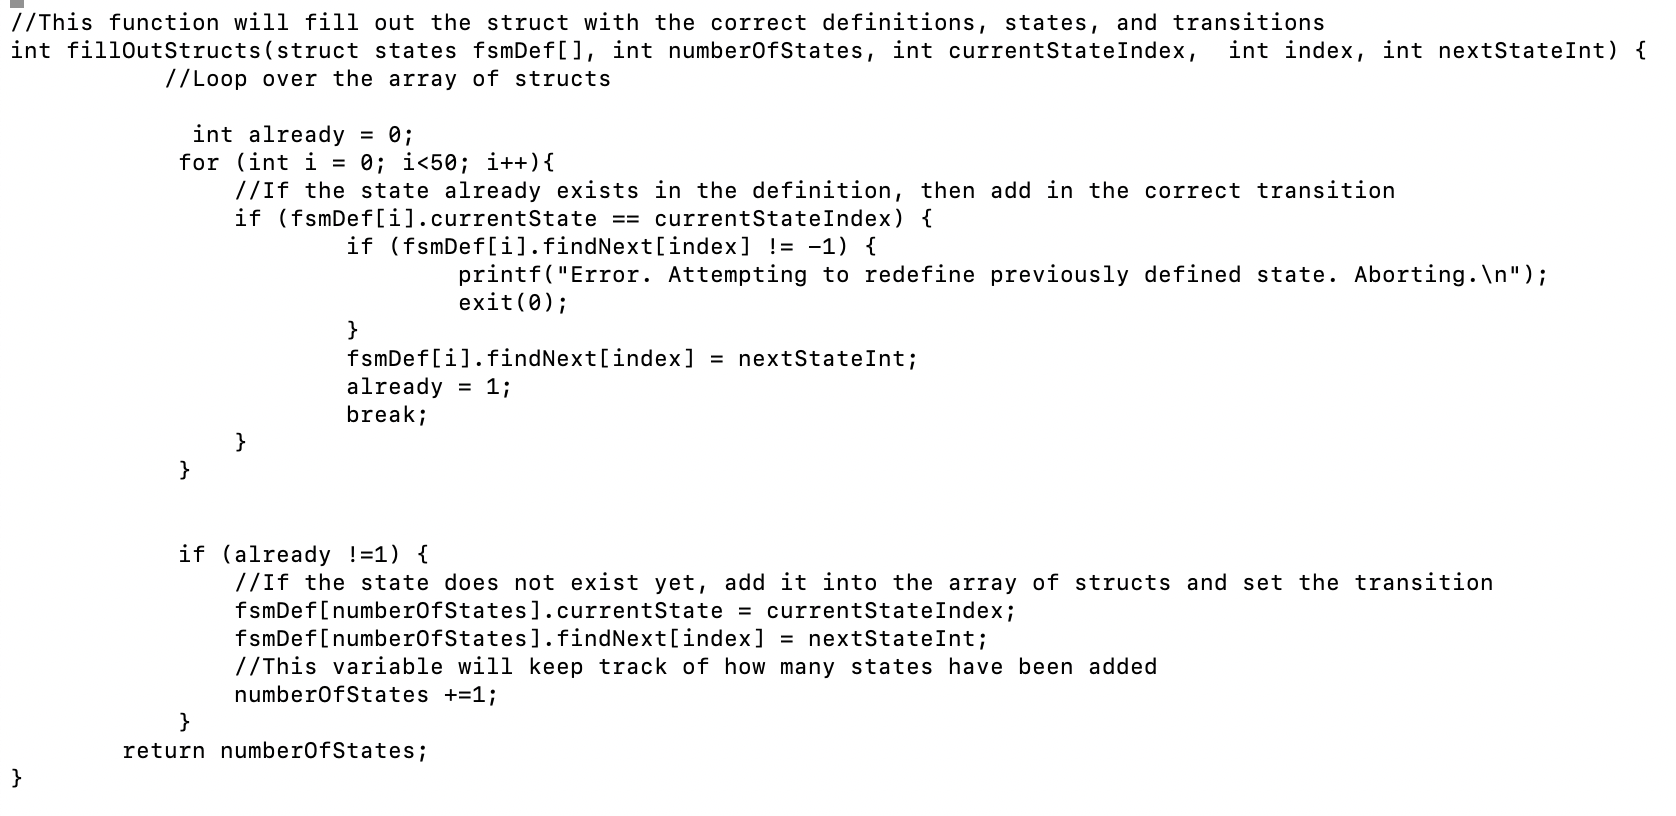 //This function will fill out the struct with the correct definitions, states, and transitions
int fillOutStructs(struct states fsmDef[], int numberOfStates, int currentStateIndex,  int index, int nextStateInt) {
           //Loop over the array of structs

             int already = 0;
            for (int i = 0; i<50; i++){
                //If the state already exists in the definition, then add in the correct transition
                if (fsmDef[i].currentState == currentStateIndex) {
                        if (fsmDef[i].findNext[index] != -1) {
                                printf("Error. Attempting to redefine previously defined state. Aborting.\n");
                                exit(0);
                        }
                        fsmDef[i].findNext[index] = nextStateInt;
                        already = 1;
                        break;
                }
            }


            if (already !=1) {
                //If the state does not exist yet, add it into the array of structs and set the transition
                fsmDef[numberOfStates].currentState = currentStateIndex;
                fsmDef[numberOfStates].findNext[index] = nextStateInt;
                //This variable will keep track of how many states have been added
                numberOfStates +=1;
            }
        return numberOfStates;
}